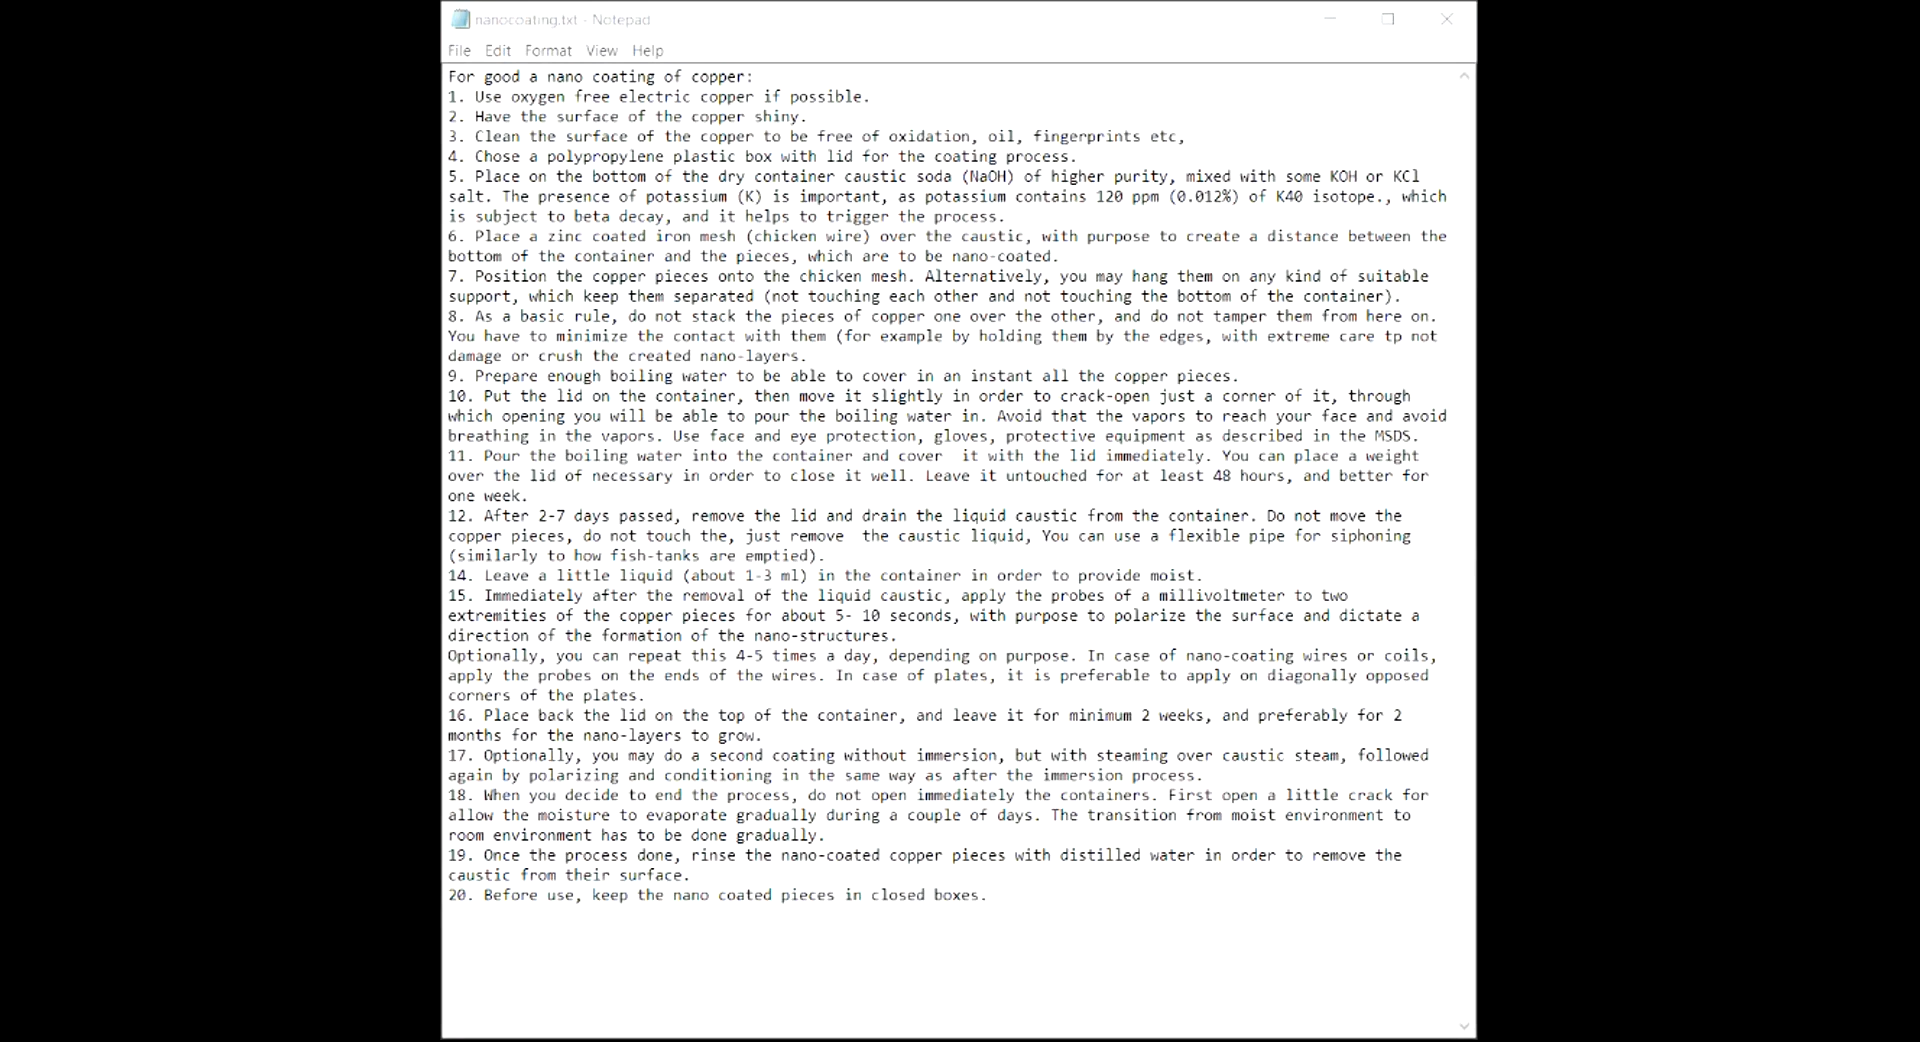 nanocoating.txt - Notepad
File Edit Format View Help
For good a nano coating of copper:
1. Use oxygen free electric copper if possible.
2. Have the surface of the copper shiny.
3. Clean the surface of the copper to be free of oxidation, oil, fingerprints etc,
4. Chose a polypropylene plastic box with lid for the coating process.
5. Place on the bottom of the dry container caustic soda (NaOH) of higher purity, mixed with some KOH or KCl
salt. The presence of potassium (K) is important, as potassium contains 120 ppm (0.012%) of K40 isotope., which
is subject to beta decay, and it helps to trigger the process.
6. Place a zinc coated iron mesh (chicken wire) over the caustic, with purpose to create a distance between the
bottom of the container and the pieces, which are to be nano-coated.
7. Position the copper pieces onto the chicken mesh. Alternatively, you may hang them on any kind of suitable
support, which keep them separated (not touching each other and not touching the bottom of the container).
8. As a basic rule, do not stack the pieces of copper one over the other, and do not tamper them from here on.
You have to minimize the contact with them (for example by holding them by the edges, with extreme care tp not
damage or crush the created nano-layers.
9. Prepare enough boiling water to be able to cover in an instant all the copper pieces.
10. Put the lid on the container, then move it slightly in order to crack-open just a corner of it, through
which opening you will be able to pour the boiling water in. Avoid that the vapors to reach your face and avoid
breathing in the vapors. Use face and eye protection, gloves, protective equipment as described in the MSDS.
11. Pour the boiling water into the container and cover  it with the lid immediately. You can place a weight
over the lid of necessary in order to close it well. Leave it untouched for at least 48 hours, and better for
one week.
12. After 2-7 days passed, remove the lid and drain the liquid caustic from the container. Do not move the
copper pieces, do not touch the, just remove  the caustic liquid, You can use a flexible pipe for siphoning
(similarly to how fish-tanks are emptied).
14. Leave a little liquid (about 1-3 ml) in the container in order to provide moist.
15. Immediately after the removal of the liquid caustic, apply the probes of a millivoltmeter to two
extremities of the copper pieces for about 5- 10 seconds, with purpose to polarize the surface and dictate a
direction of the formation of the nano-structures.
Optionally, you can repeat this 4-5 times a day, depending on purpose. In case of nano-coating wires or coils,
apply the probes on the ends of the wires. In case of plates, it is preferable to apply on diagonally opposed
corners of the plates.
16. Place back the lid on the top of the container, and leave it for minimum 2 weeks, and preferably for 2
months for the nano-layers to grow.
17. Optionally, you may do a second coating without immersion, but with steaming over caustic steam, followed
again by polarizing and conditioning in the same way as after the immersion process.
18. When you decide to end the process, do not open immediately the containers. First open a little crack for
allow the moisture to evaporate gradually during a couple of days. The transition from moist environment to
room environment has to be done gradually.
19. Once the process done, rinse the nano-coated copper pieces with distilled water in order to remove the
caustic from their surface.
20. Before use, keep the nano coated pieces in closed boxes.